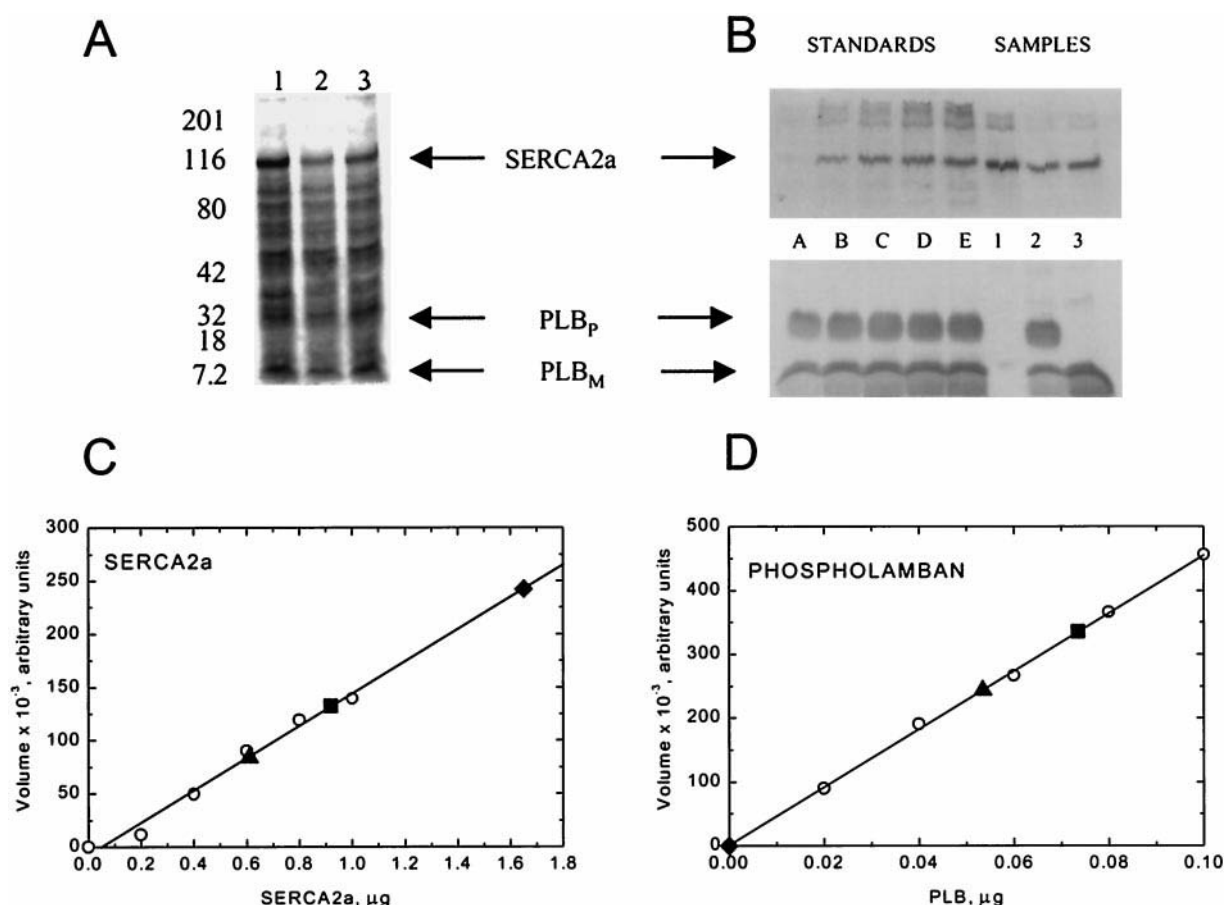 A
B
STANDARDS SAMPLES
1 2 3
201
116
80
42
32
18
7.2
SERCA2a
A B C D E 1 2 3
PLBP
PLBM
C
D
300
250
200
150
100
50
0
SERCA2a
Volume x 10-3, arbitrary units
0.0 0.2 0.4 0.6 0.8 1.0 1.2 1.4 1.6 1.8
SERCA2a, μg
500
400
300
200
100
0
PHOSPHOLAMBAN
Volume x 10-3, arbitrary units
0.00 0.02 0.04 0.06 0.08 0.10
PLB, μg